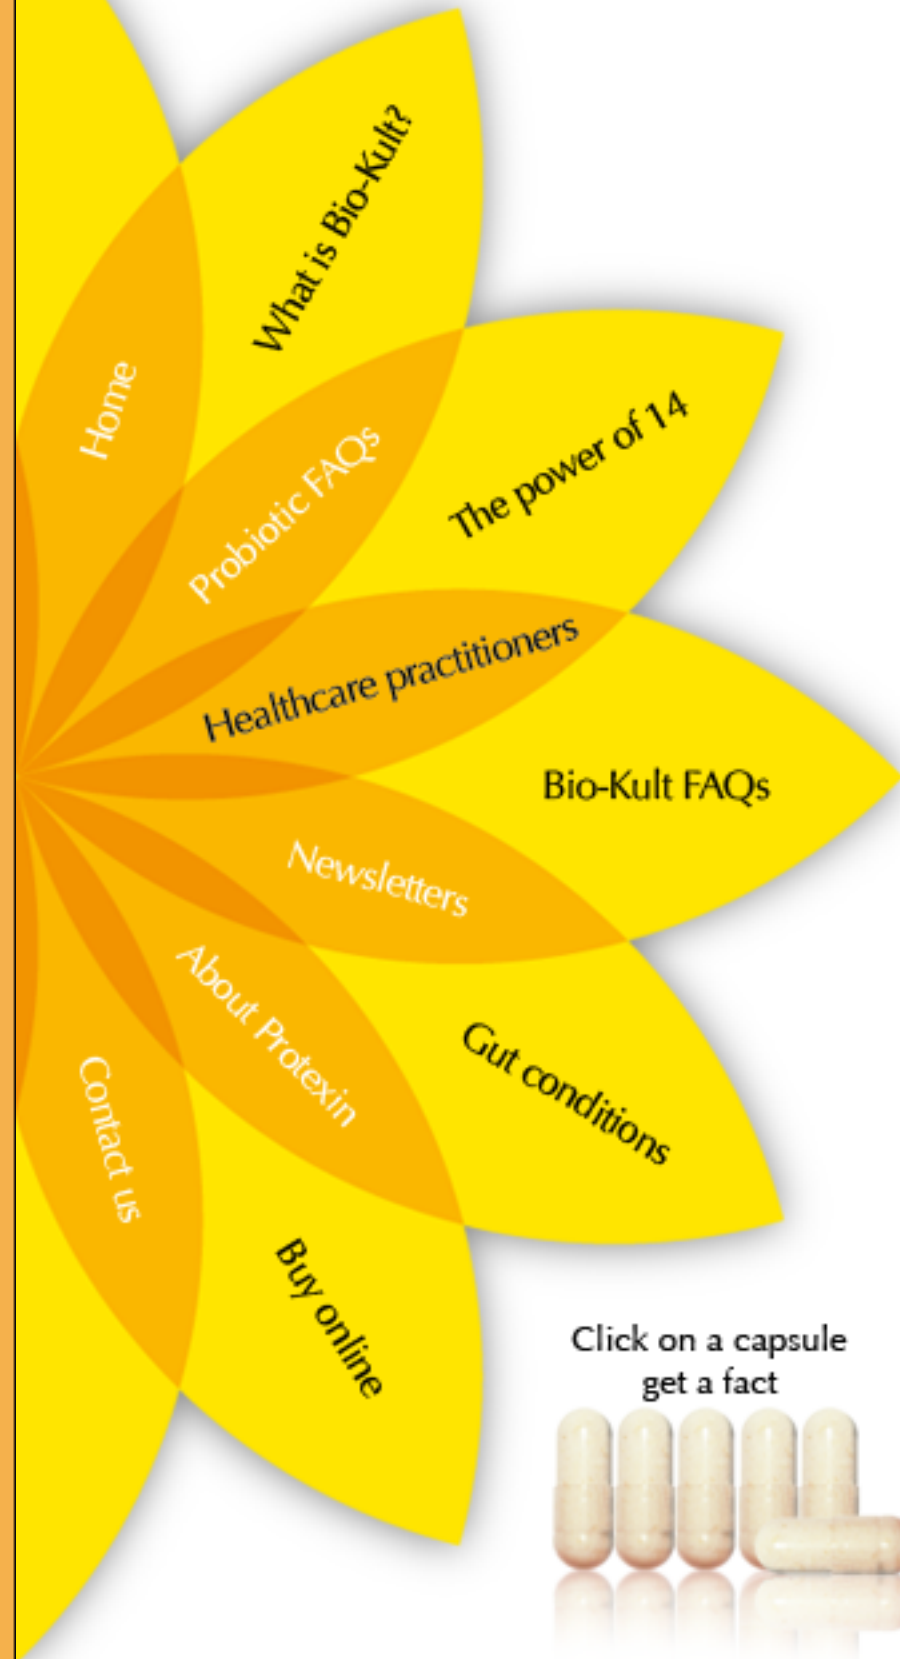 What is Bio-Kult?
Home
The power of 14
Probiotic FAQs
Healthcare practitioners
Bio-Kult FAQs
Newsletters
About Protexin
Gut conditions
Contact us
Buy online
Click on a capsule
get a fact